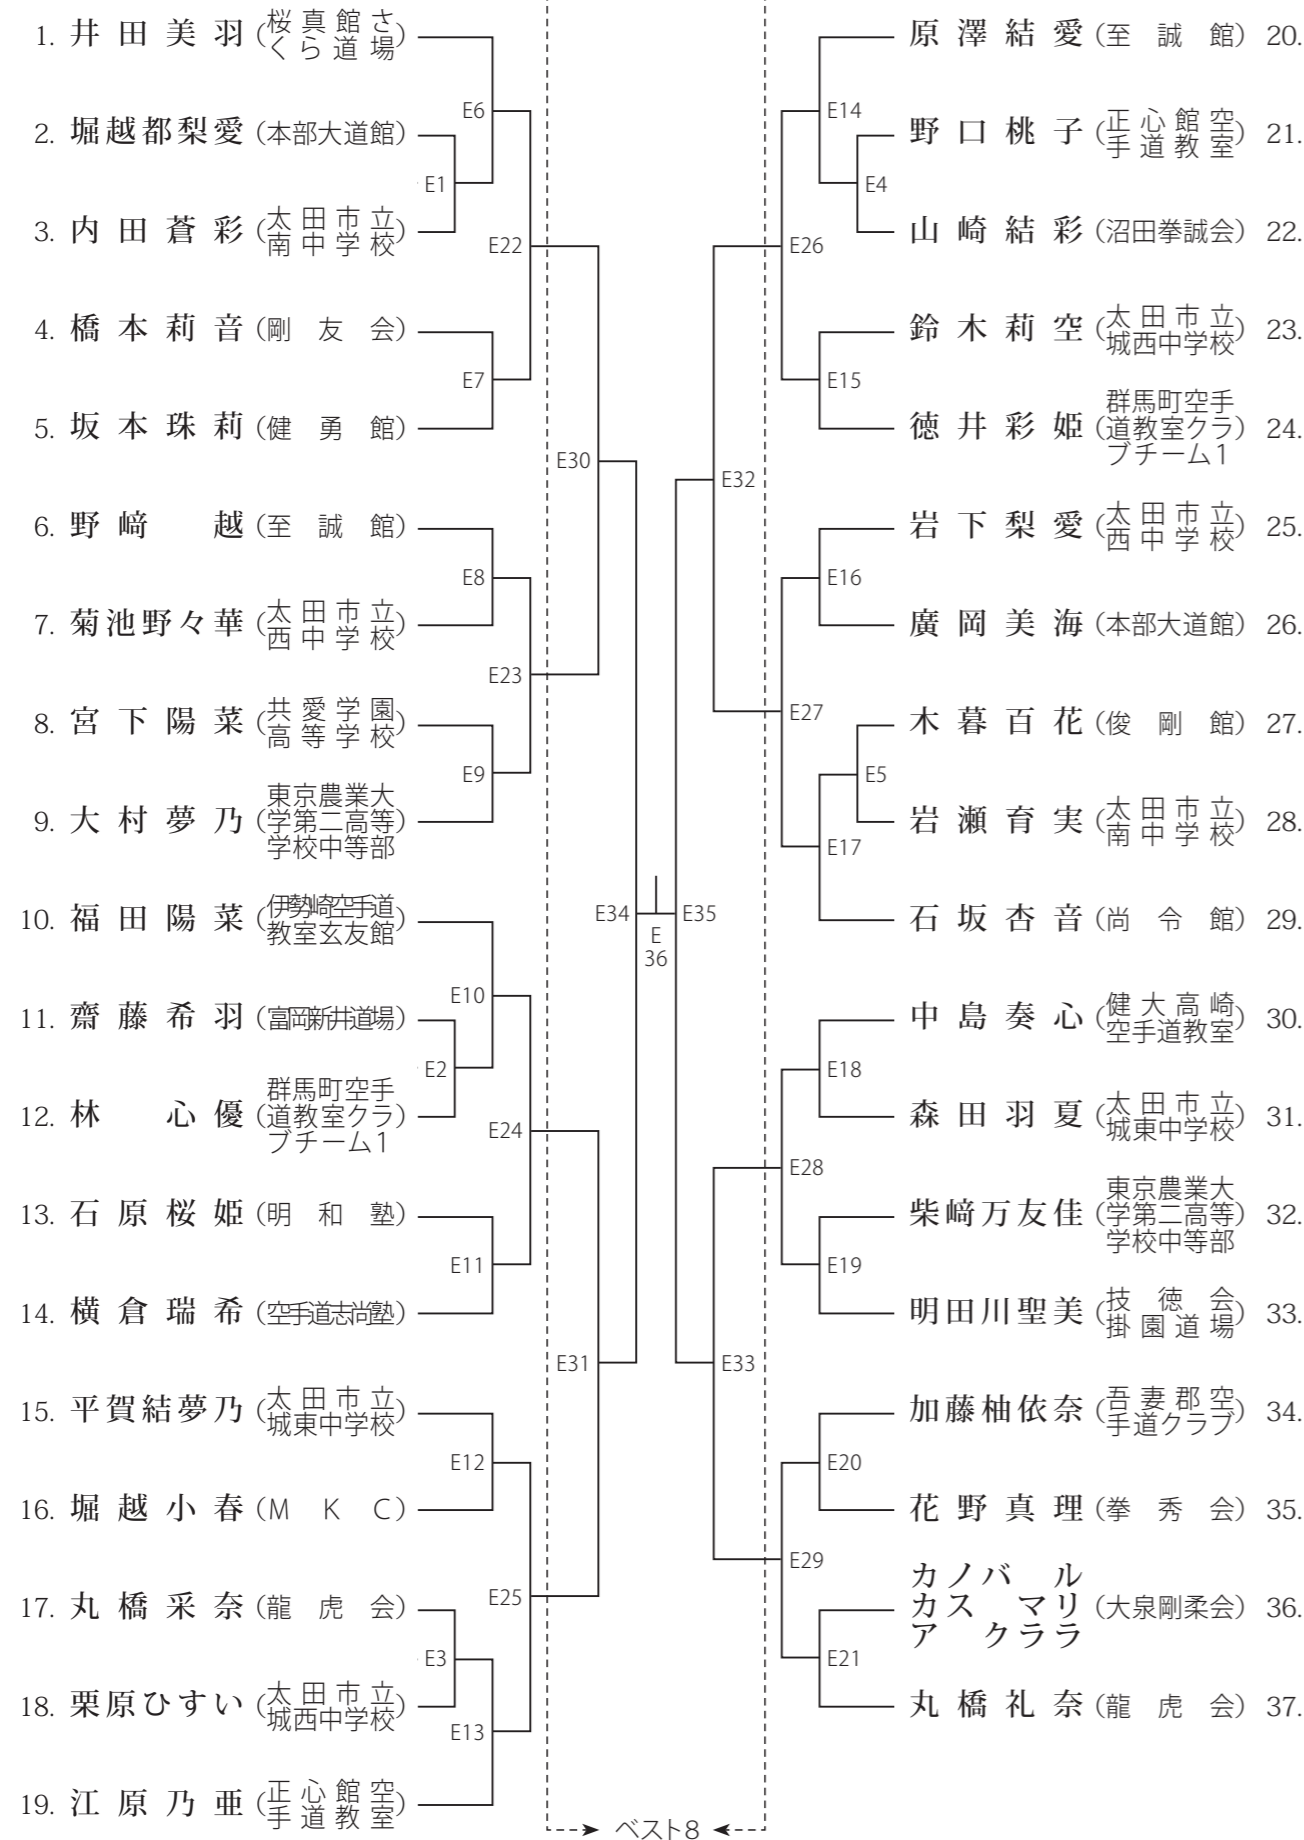 1. 井田美羽 (桜真館さくら道場)
E6
2. 堀越都梨愛 (本部大道館)
E1
3. 内田蒼彩 (太田市立南中学校)
E22
4. 橋本莉音 (剛友会)
E7
5. 坂本珠莉 (健勇館)
E30
6. 野﨑越 (至誠館)
E8
7. 菊池野々華 (太田市立西中学校)
E23
8. 宮下陽菜 (共愛学園高等学校)
E9
9. 大村夢乃 (東京農業大学第二高等学校中等部)
E34
10. 福田陽菜 (伊勢崎空手道教室玄友館)
E10
11. 齋藤希羽 (富岡新井道場)
E2
12. 林心優 (群馬町空手道教室クラブチーム1)
E24
13. 石原桜姫 (明和塾)
E11
14. 横倉瑞希 (空手道志尚塾)
E31
15. 平賀結夢乃 (太田市立城東中学校)
E12
16. 堀越小春 (MKC)
E25
17. 丸橋采奈 (龍虎会)
E3
18. 栗原ひすい (太田市立城西中学校)
E13
19. 江原乃亜 (正心館空手道教室)
E
36
ベスト8
原澤結愛 (至誠館) 20.
E14
野口桃子 (正心館空手道教室) 21.
E4
山崎結彩 (沼田拳誠会) 22.
E26
鈴木莉空 (太田市立城西中学校) 23.
E15
徳井彩姫 (群馬町空手道教室クラブチーム1) 24.
E32
岩下梨愛 (太田市立西中学校) 25.
E16
廣岡美海 (本部大道館) 26.
E27
木暮百花 (俊剛館) 27.
E5
岩瀬育実 (太田市立南中学校) 28.
E17
石坂杏音 (尚令館) 29.
E35
中島奏心 (健大高崎空手道教室) 30.
E18
森田羽夏 (太田市立城東中学校) 31.
E28
柴﨑万友佳 (東京農業大学第二高等学校中等部) 32.
E19
明田川聖美 (技徳会掛園道場) 33.
E33
加藤柚依奈 (吾妻郡空手道クラブ) 34.
E20
花野真理 (拳秀会) 35.
E29
カノバル カス マリア クララ (大泉剛柔会) 36.
E21
丸橋礼奈 (龍虎会) 37.